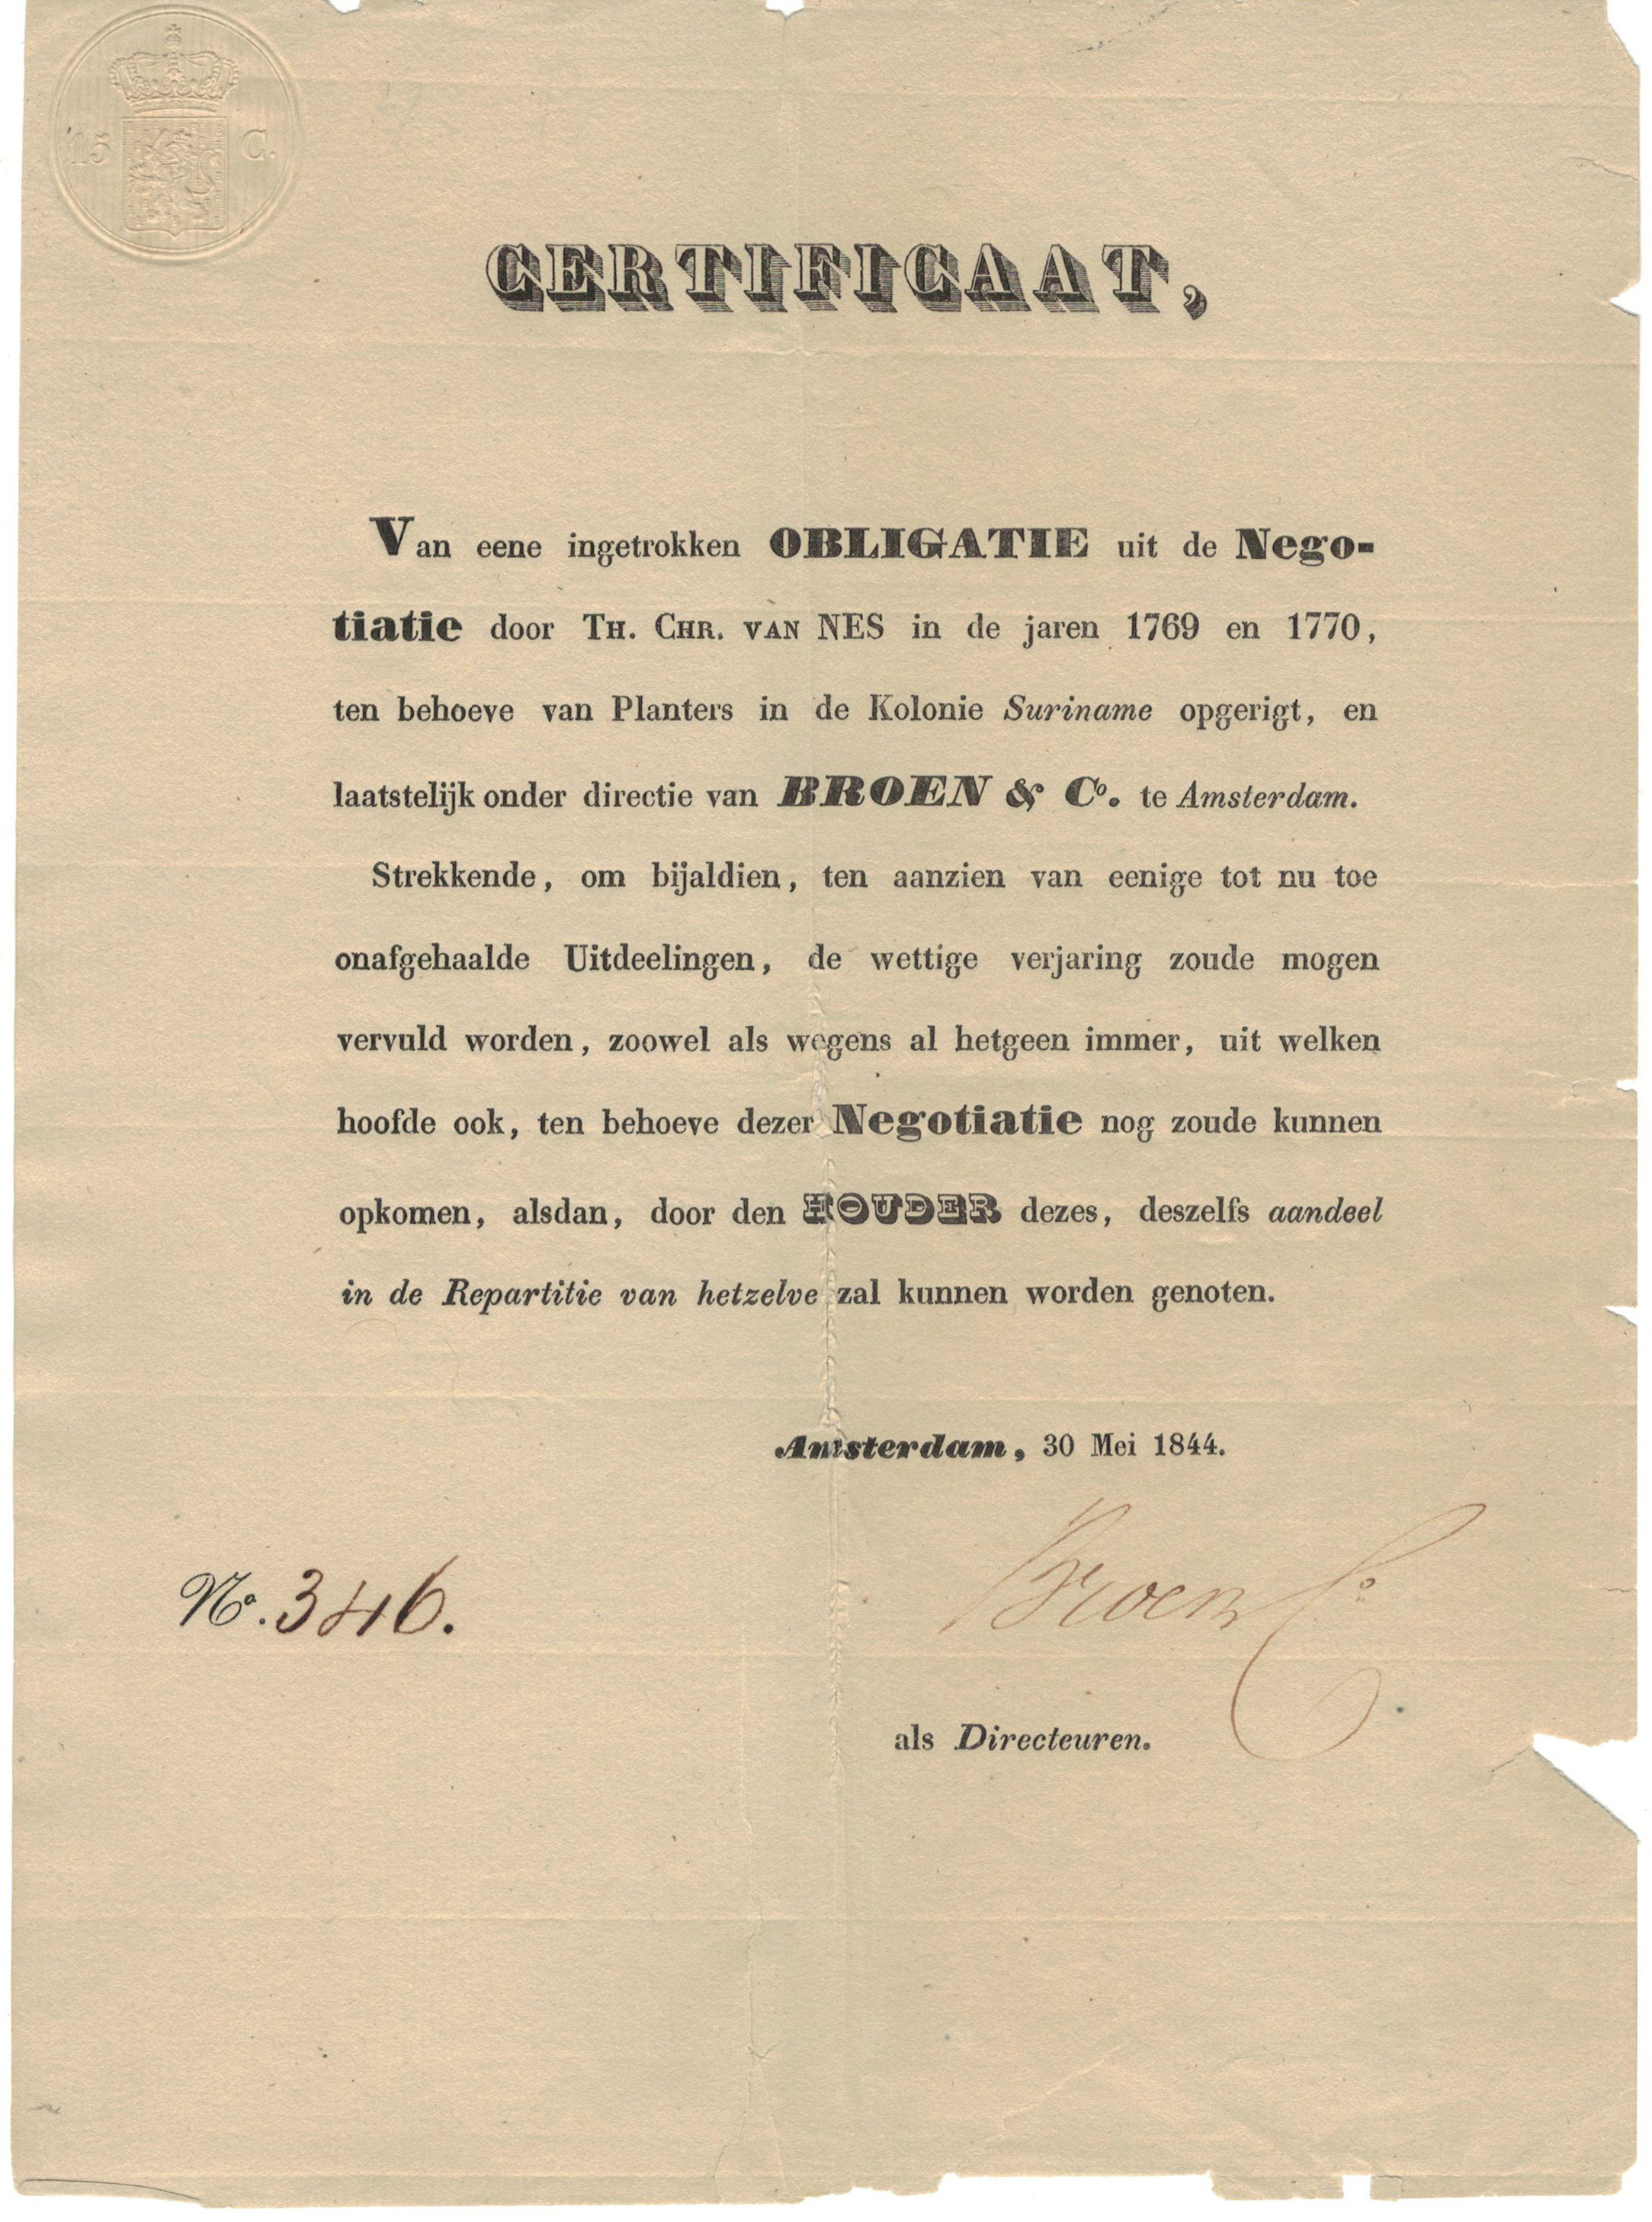 15 C.
CERTIFICAAT,
Van eene ingetrokken OBLIGATIE uit de Nego-
tiatie door TH. CHR. VAN NES in de jaren 1769 en 1770,
ten behoeve van Planters in de Kolonie Suriname opgerigt, en
laatstelijk onder directie van BROEN & Co. te Amsterdam.
Strekkende, om bijaldien, ten aanzien van eenige tot nu toe
onafgehaalde Uitdeelingen, de wettige verjaring zoude mogen
vervuld worden, zoowel als wegens al hetgeen immer, uit welken
hoofde ook, ten behoeve dezer Negotiatie nog zoude kunnen
opkomen, alsdan, door den HOUDER dezes, deszelfs aandeel
in de Repartitie van hetzelve zal kunnen worden genoten.
Amsterdam, 30 Mei 1844.
No. 346.
Broen Co
als Directeuren.